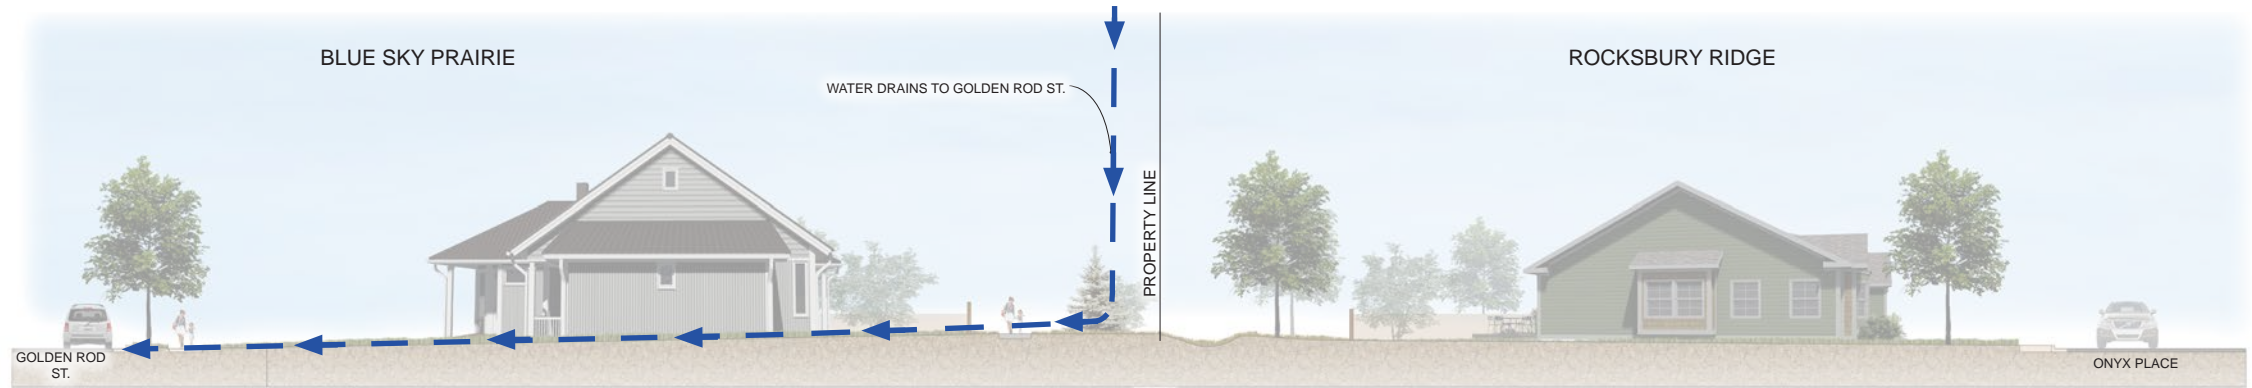 BLUE SKY PRAIRIE
ROCKSBURY RIDGE
WATER DRAINS TO GOLDEN ROD ST.
PROPERTY LINE
GOLDEN ROD
ST.
ONYX PLACE